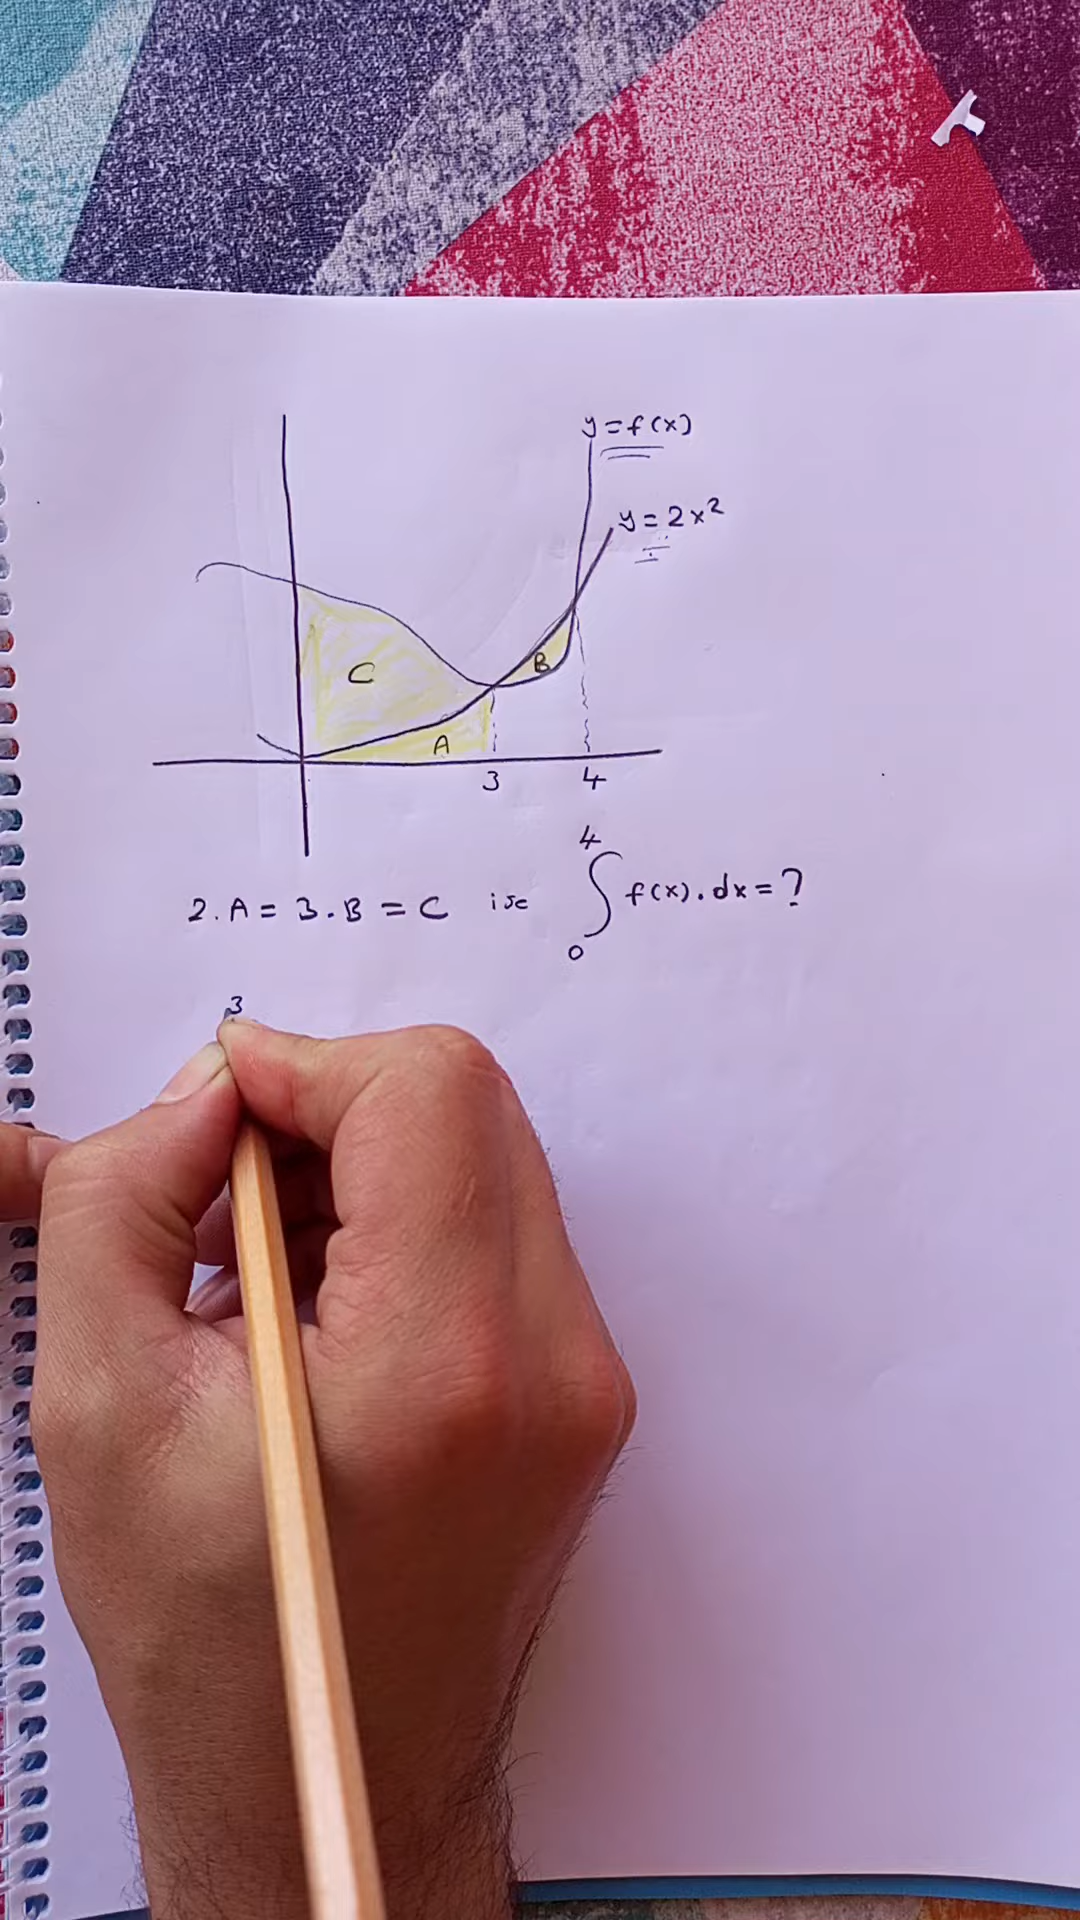 y = f(x)
y = 2x²
C
B
A
3 4
2.A = 3.B = C ise ∫₀⁴ f(x).dx = ?
3